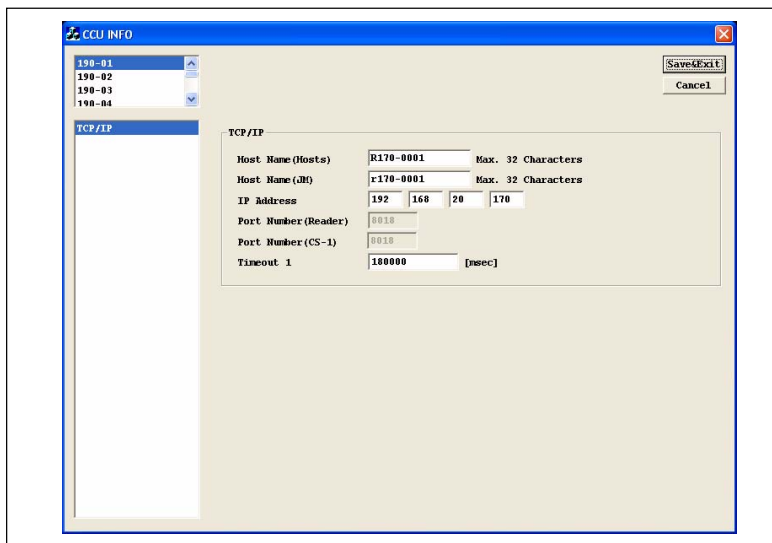 CCU INFO
190-01
190-02
190-03
190-04
Save&Exit
Cancel
TCP/IP
TCP/IP
Host Name(Hosts) R170-0001 Max. 32 Characters
Host Name(JM) r170-0001 Max. 32 Characters
IP Address 192 168 20 170
Port Number(Reader) 8018
Port Number(CS-1) 8018
Timeout 1 180000 [msec]